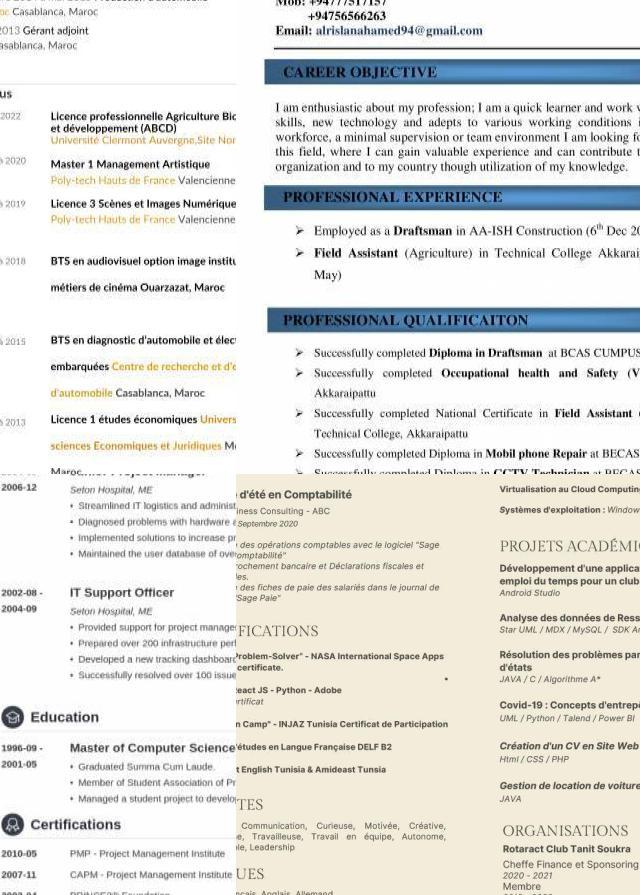 Casablanca, Maroc
2013 Gérant adjoint
asablanca, Maroc
us
2022
Licence professionnelle Agriculture Bio
et développement (ABCD)
Université Clermont Auvergne,Site Nor
2020
Master 1 Management Artistique
Poly-tech Hauts de France Valencienne
2019
Licence 3 Scènes et Images Numérique
Poly-tech Hauts de France Valencienne
2018
BTS en audiovisuel option image institu
métiers de cinéma Ouarzazat, Maroc
2015
BTS en diagnostic d'automobile et élec
embarquées Centre de recherche et d'
d'automobile Casablanca, Maroc
2013
Licence 1 études économiques Univers
sciences Economiques et Juridiques M
Maroc
Mob: +94777517157
+94756566263
Email: alrislanahamed94@gmail.com
CAREER OBJECTIVE
I am enthusiastic about my profession; I am a quick learner and work
skills, new technology and adepts to various working conditions
workforce, a minimal supervision or team environment I am looking fo
this field, where I can gain valuable experience and can contribute t
organization and to my country though utilization of my knowledge.
PROFESSIONAL EXPERIENCE
➢ Employed as a Draftsman in AA-ISH Construction (6th Dec 20
➢ Field Assistant (Agriculture) in Technical College Akkarai
May)
PROFESSIONAL QUALIFICAITON
➢ Successfully completed Diploma in Draftsman at BCAS CUMPUS
➢ Successfully completed Occupational health and Safety (V
Akkaraipattu
➢ Successfully completed National Certificate in Field Assistant (
Technical College, Akkaraipattu
➢ Successfully completed Diploma in Mobil phone Repair at BECAS
➢ Successfully completed Diploma in CCTV Technician at BECAS
2006-12
Seton Hospital, ME
• Streamlined IT logistics and administ
• Diagnosed problems with hardware a
• Implemented solutions to increase pr
• Maintained the user database of ove
2002-08 -
2004-09
IT Support Officer
Seton Hospital, ME
• Provided support for project manage
• Prepared over 200 infrastructure perf
• Developed a new tracking dashboard
• Successfully resolved over 100 issue
Education
1996-09 -
2001-05
Master of Computer Science
• Graduated Summa Cum Laude.
• Member of Student Association of Pr
• Managed a student project to develo
Certifications
2010-05
PMP - Project Management Institute
2007-11
CAPM - Project Management Institute
d'été en Comptabilité
iness Consulting - ABC
Septembre 2020
des opérations comptables avec le logiciel "Sage
omptabilité"
rochement bancaire et Déclarations fiscales et
les.
des fiches de paie des salariés dans le journal de
"Sage Paie"
FICATIONS
Problem-Solver" - NASA International Space Apps
certificate.
eact JS - Python - Adobe
rtificat
n Camp" - INJAZ Tunisia Certificat de Participation
'études en Langue Française DELF B2
t English Tunisia & Amideast Tunsia
TES
Communication, Curieuse, Motivée, Créative,
e, Travailleuse, Travail en équipe, Autonome,
le, Leadership
UES
ncais, Anglais, Allemand
Virtualisation au Cloud Computing
Systèmes d'exploitation : Window
PROJETS ACADÉMI
Développement d'une applica
emploi du temps pour un club
Android Studio
Analyse des données de Ress
Star UML / MDX / MySQL / SDK A
Résolution des problèmes pa
d'états
JAVA / C / Algorithme A*
Covid-19 : Concepts d'entrep
UML / Python / Talend / Power BI
Création d'un CV en Site Web
Html / CSS / PHP
Gestion de location de voiture
JAVA
ORGANISATIONS
Rotaract Club Tanit Soukra
Cheffe Finance et Sponsoring
2020 - 2021
Membre